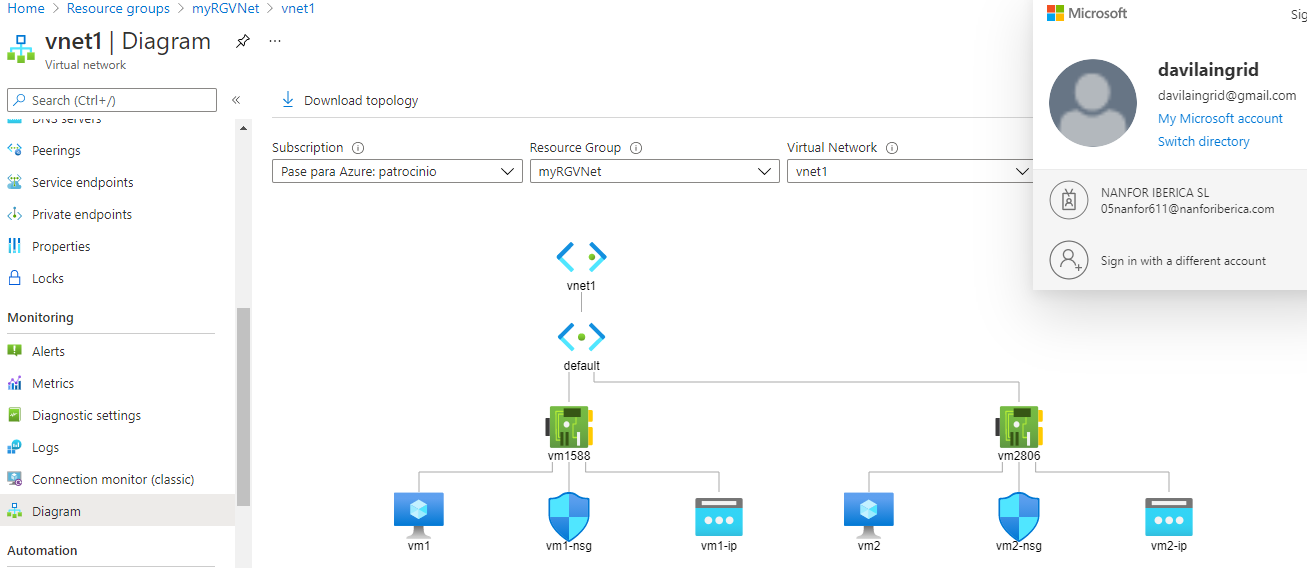 Home > Resource groups > myRGVNet > vnet1
vnet1 | Diagram
...
Virtual network
Search (Ctrl+/)
«
DNS servers
Peerings
Service endpoints
Private endpoints
Properties
Locks
Monitoring
Alerts
Metrics
Diagnostic settings
Logs
Connection monitor (classic)
Diagram
Automation
Download topology
Subscription
Resource Group
Virtual Network
Pase para Azure: patrocinio
myRGVNet
vnet1
vnet1
default
vm1588
vm2806
vm1
vm1-nsg
vm1-ip
vm2
vm2-nsg
vm2-ip
Microsoft
Sig
davilaingrid
davilaingrid@gmail.com
My Microsoft account
Switch directory
NANFOR IBERICA SL
05nanfor611@nanforiberica.com
Sign in with a different account